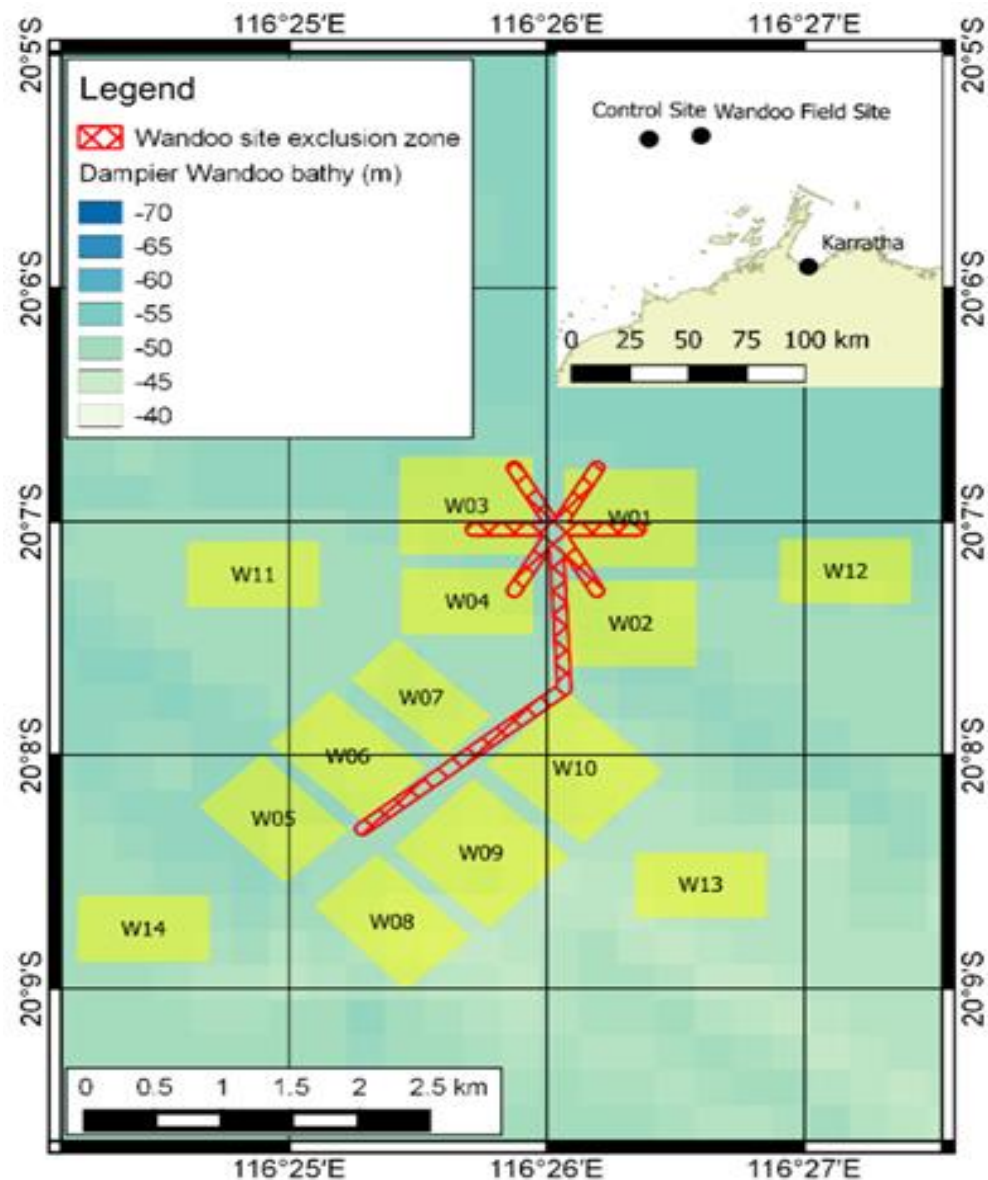 116°25'E 116°26'E 116°27'E
20°5'S 20°5'S
Legend
Wandoo site exclusion zone
Dampier Wandoo bathy (m)
-70
-65
-60
-55
-50
-45
-40
Control Site Wandoo Field Site
Karratha
0 25 50 75 100 km
20°6'S 20°6'S
20°7'S 20°7'S
W03 W01
W11 W12
W04
W02
W07
W06 W10
20°8'S 20°8'S
W05
W09
W13
W08
W14
20°9'S 20°9'S
0 0.5 1 1.5 2 2.5 km
116°25'E 116°26'E 116°27'E